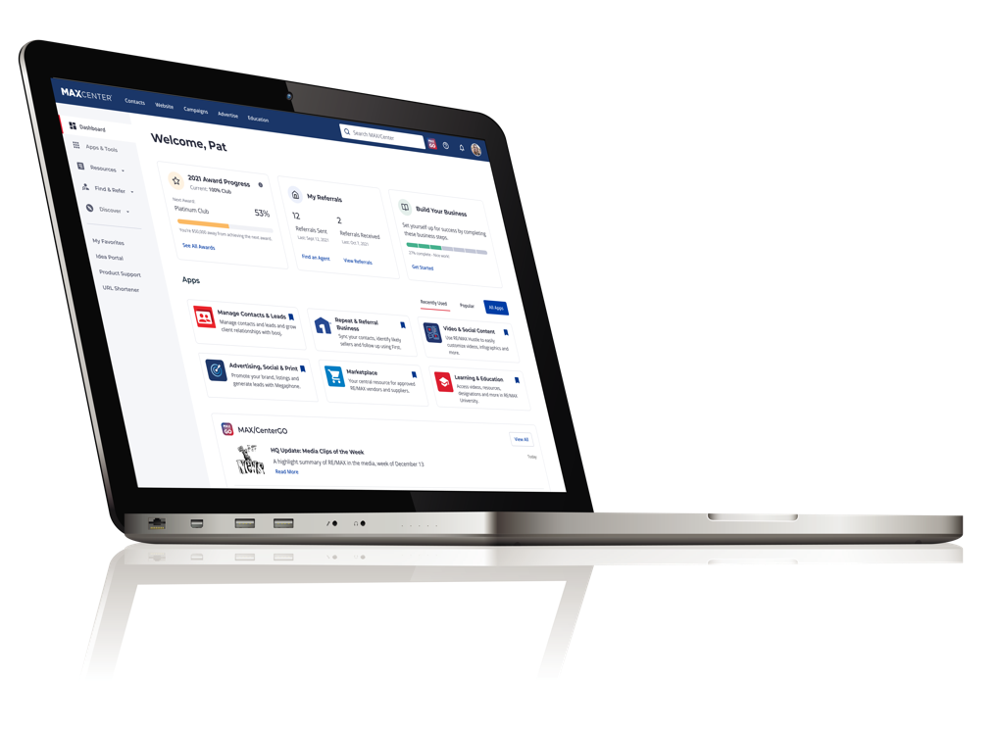 MAXCENTER
Contacts
Website
Campaigns
Advertise
Education
Search MAX/Center
MAX GO
Dashboard
Apps & Tools
Resources
Find & Refer
Discover
My Favorites
Idea Portal
Product Support
URL Shortener
Welcome, Pat
2021 Award Progress
Current: 100% Club
Next Award:
Platinum Club
53%
You're $50,000 away from achieving the next award.
See All Awards
My Referrals
12
2
Referrals Sent
Referrals Received
Last: Sept 13, 2021
Last: Oct 7, 2021
Find an Agent
View Referrals
Build Your Business
Set yourself up for success by completing
these business steps.
27% complete - Nice work!
Get Started
Apps
Recently Used
Popular
All Apps
Manage Contacts & Leads
Manage contacts and leads and grow
client relationships with booj.
Repeat & Referral
Business
Sync your contacts, identify likely
sellers and follow up using First.
Video & Social Content
Use RE/MAX Hustle to easily
customize videos, infographics and
more.
Advertising, Social & Print
Promote your brand, listings and
generate leads with Megaphone.
Marketplace
Your central resource for approved
RE/MAX vendors and suppliers.
Learning & Education
Access videos, resources,
designations and more in RE/MAX
University.
MAX GO
MAX/CenterGO
View All
NEWS
HQ Update: Media Clips of the Week
Today
A highlight summary of RE/MAX in the media, week of December 13
Read More